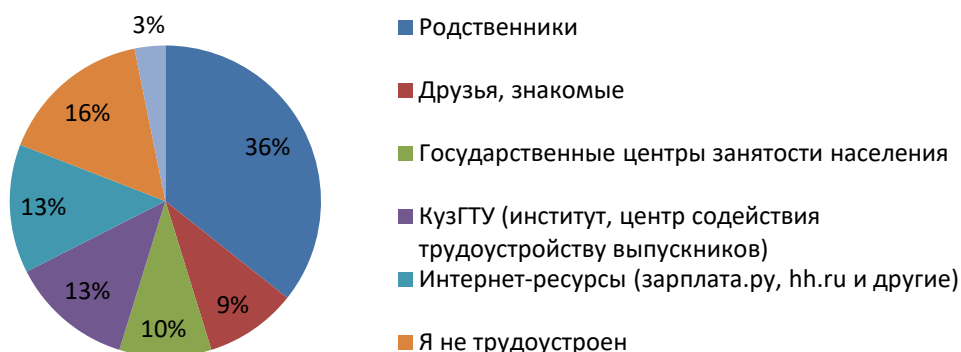 3%
Родственники
Друзья, знакомые
16%
36%
Государственные центры занятости населения
13%
КузГТУ (институт, центр содействия
трудоустройству выпускников)
13%
Интернет-ресурсы (зарплата.ру, hh.ru и другие)
9%
10%
Я не трудоустроен